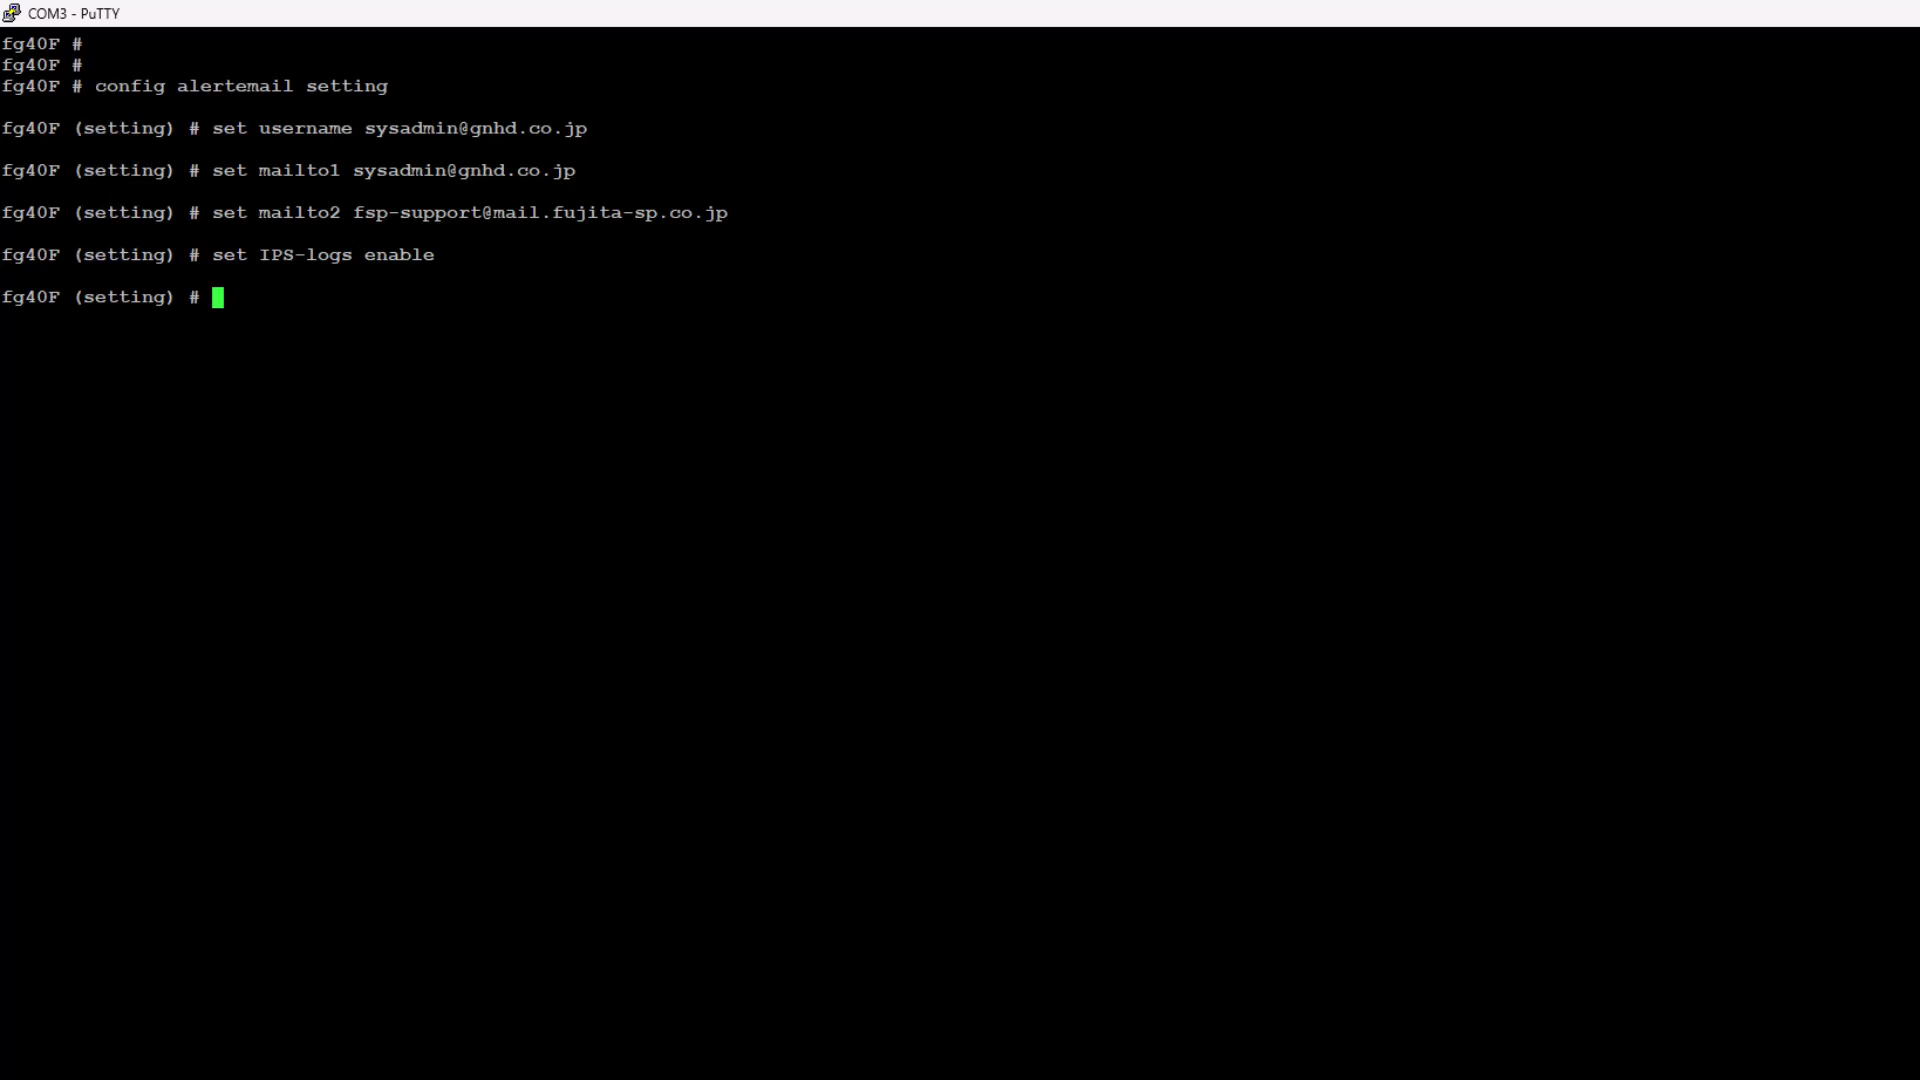 COM3 - PuTTY
fg40F #
fg40F #
fg40F # config alertemail setting
fg40F (setting) # set username sysadmin@gnhd.co.jp
fg40F (setting) # set mailto1 sysadmin@gnhd.co.jp
fg40F (setting) # set mailto2 fsp-support@mail.fujita-sp.co.jp
fg40F (setting) # set IPS-logs enable
fg40F (setting) #